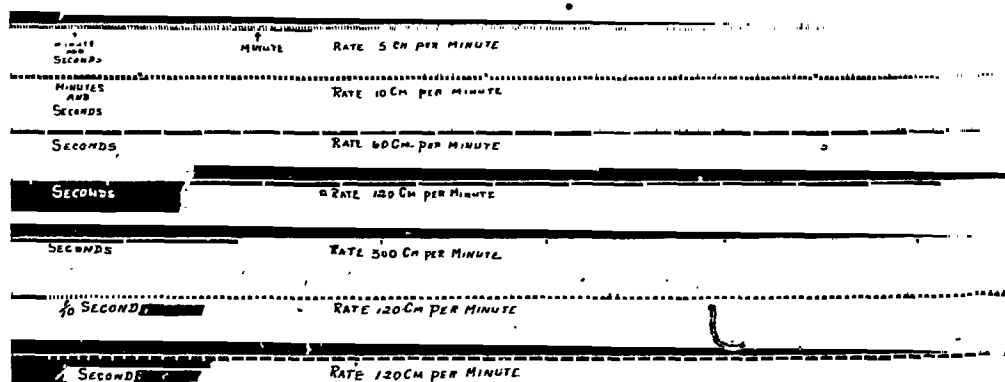 MINUTE RATE 5 CM PER MINUTE
MINUTE
AND
SECONDS
MINUTES RATE 10 CM PER MINUTE
AND
SECONDS
SECONDS RATE 60 CM PER MINUTE
SECONDS RATE 120 CM PER MINUTE
SECONDS RATE 300 CM PER MINUTE
1/10 SECOND RATE 120 CM PER MINUTE
SECOND RATE 120 CM PER MINUTE